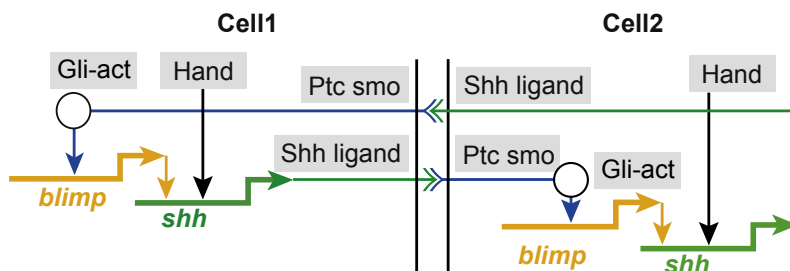 Cell1
Cell2
Gli-act
Hand
Ptc smo
Shh ligand
Hand
Shh ligand
Ptc smo
Gli-act
blimp
shh
blimp
shh